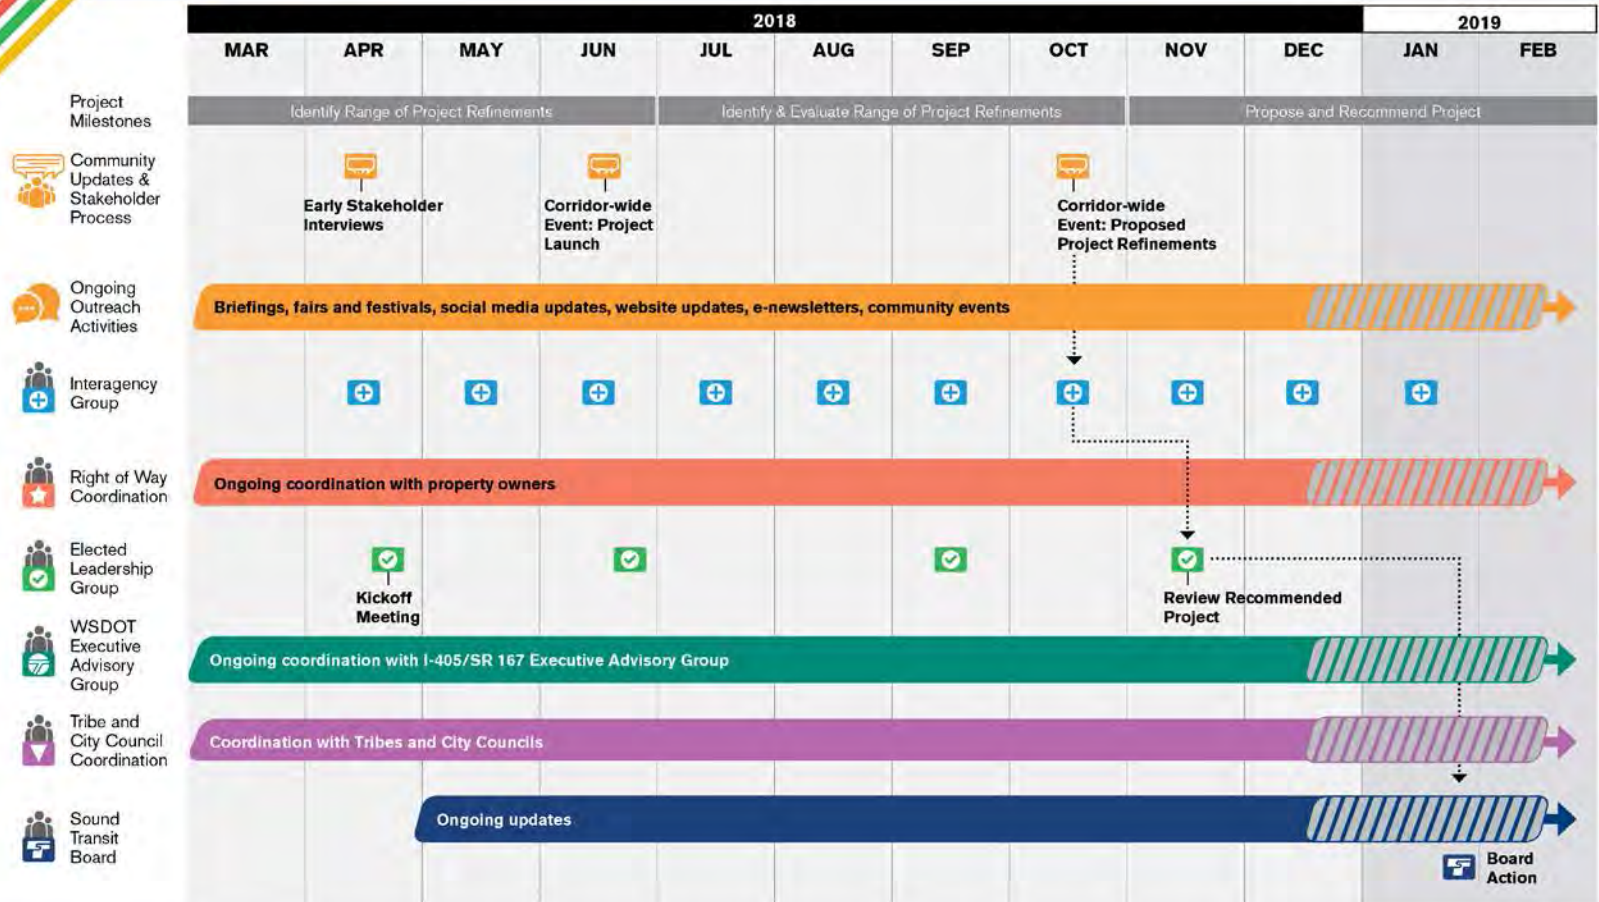 2018
2019
MAR APR MAY JUN JUL AUG SEP OCT NOV DEC JAN FEB
Project
Milestones
Identify Range of Project Refinements
Identify & Evaluate Range of Project Refinements
Propose and Recommend Project
Community
Updates &
Stakeholder
Process
Early Stakeholder
Interviews
Corridor-wide
Event: Project
Launch
Corridor-wide
Event: Proposed
Project Refinements
Ongoing
Outreach
Activities
Briefings, fairs and festivals, social media updates, website updates, e-newsletters, community events
Interagency
Group
Right of Way
Coordination
Ongoing coordination with property owners
Elected
Leadership
Group
Kickoff
Meeting
Review Recommended
Project
WSDOT
Executive
Advisory
Group
Ongoing coordination with I-405/SR 167 Executive Advisory Group
Tribe and
City Council
Coordination
Coordination with Tribes and City Councils
Sound
Transit
Board
Ongoing updates
Board
Action